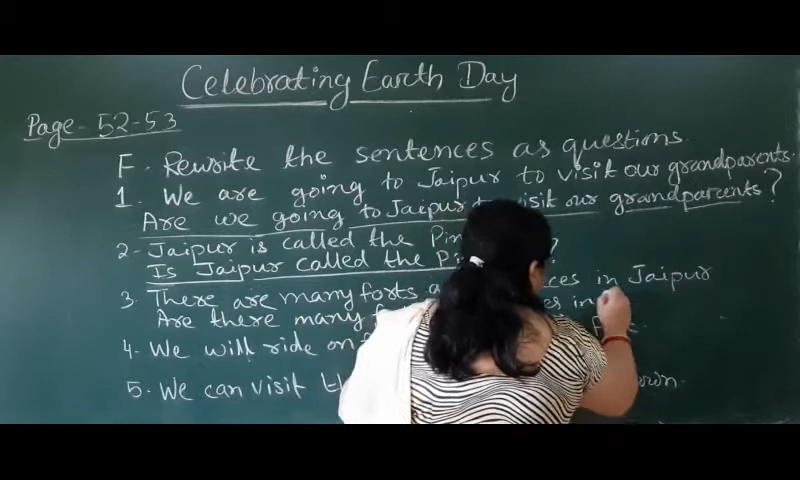 Celebrating Earth Day
Page - 52-53
F. Rewrite the sentences as questions.
1. We are going to Jaipur to visit our grandparents.
Are we going to Jaipur to visit our grandparents?
2- Jaipur is called the
Is Jaipur called the ?
3. There are many forts in Jaipur
Are there many in
4. We will ride on
5. We can visit